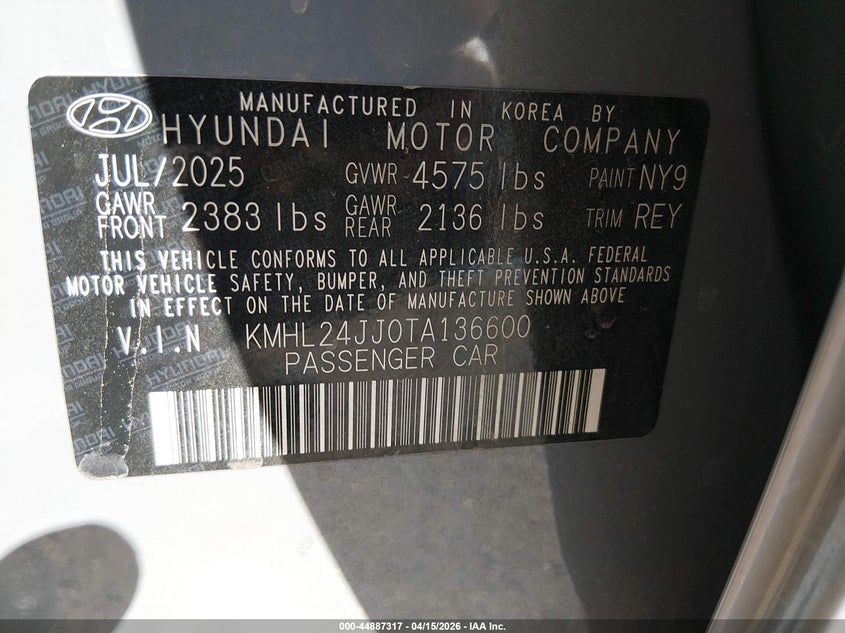 MANUFACTURED IN KOREA BY
HYUNDAI MOTOR COMPANY
JUL/2025 GVWR 4575 lbs PAINT NY9
GAWR FRONT 2383 lbs GAWR REAR 2136 lbs TRIM REY
THIS VEHICLE CONFORMS TO ALL APPLICABLE U.S.A. FEDERAL
MOTOR VEHICLE SAFETY, BUMPER, AND THEFT PREVENTION STANDARDS
IN EFFECT ON THE DATE OF MANUFACTURE SHOWN ABOVE
V.I.N KMHL24JJ0TA136600
PASSENGER CAR
000-44887317 | 04/15/2026 | IAA Inc.